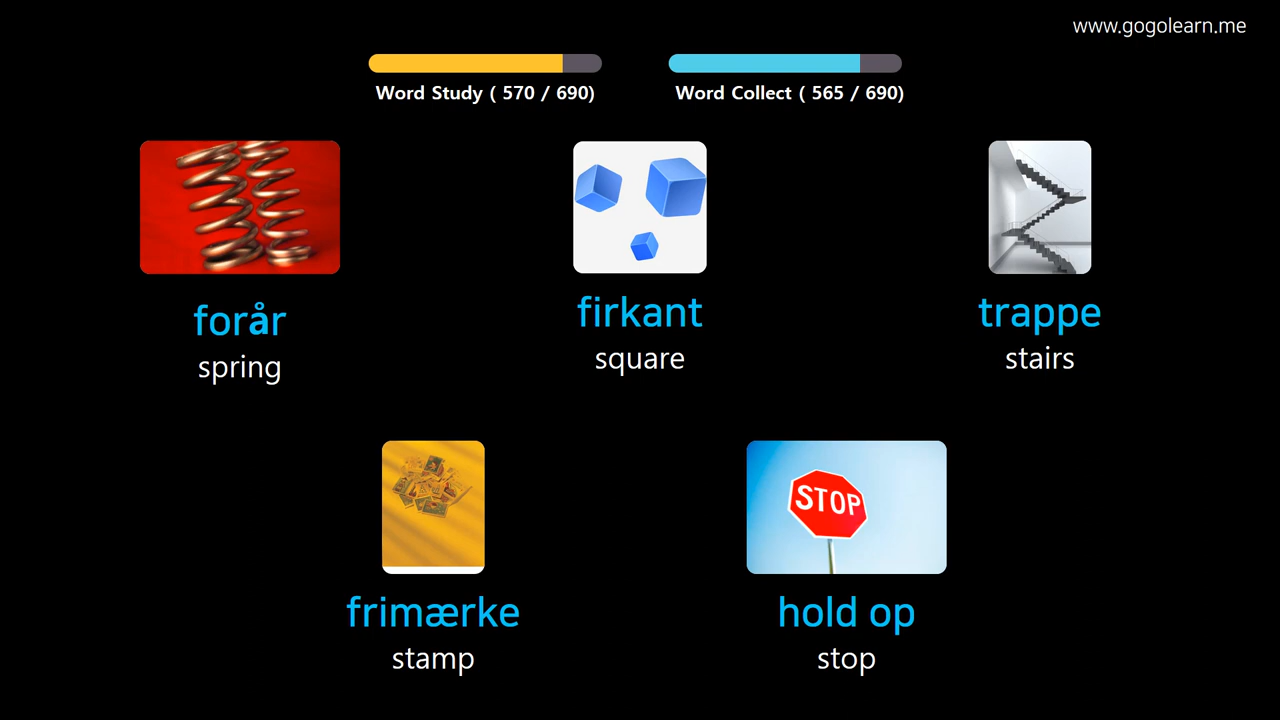 www.gogolearn.me
Word Study ( 570 / 690)
Word Collect ( 565 / 690)
forår
spring
firkant
square
trappe
stairs
STOP
frimærke
stamp
hold op
stop